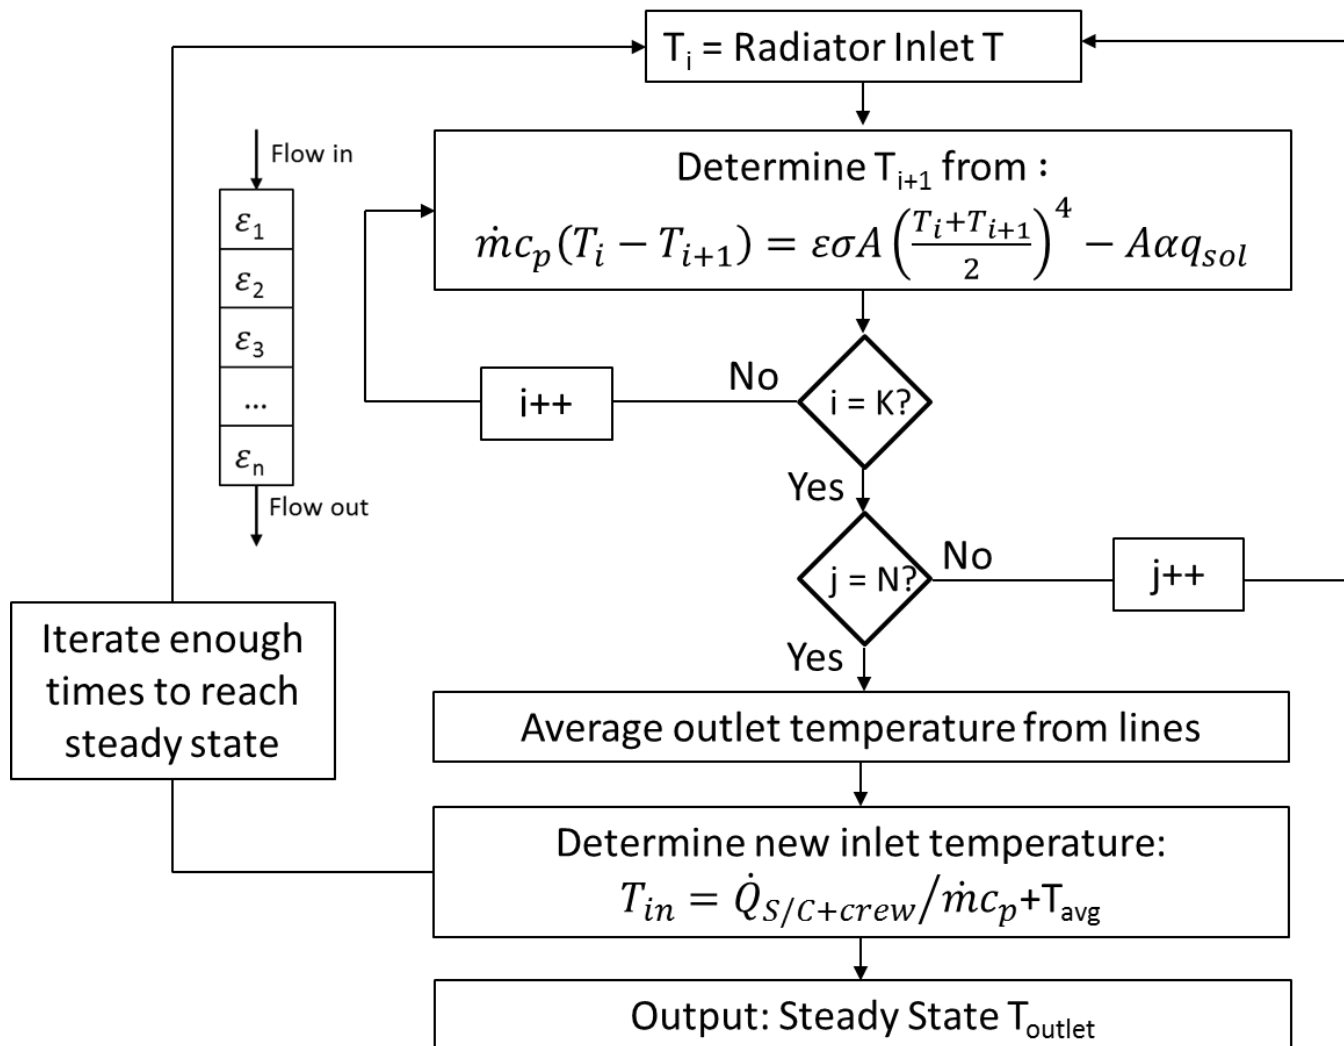 Tᵢ = Radiator Inlet T
Flow in
ε₁
ε₂
ε₃
...
εₙ
Flow out
Determine Tᵢ₊₁ from :
ṁcₚ(Tᵢ − Tᵢ₊₁) = εσA((Tᵢ+Tᵢ₊₁)/2)⁴ − Aαq_sol
No
i++
i = K?
Yes
j = N?
No
j++
Yes
Iterate enough
times to reach
steady state
Average outlet temperature from lines
Determine new inlet temperature:
T_in = Q̇_S/C+crew/ṁcₚ+T_avg
Output: Steady State T_outlet